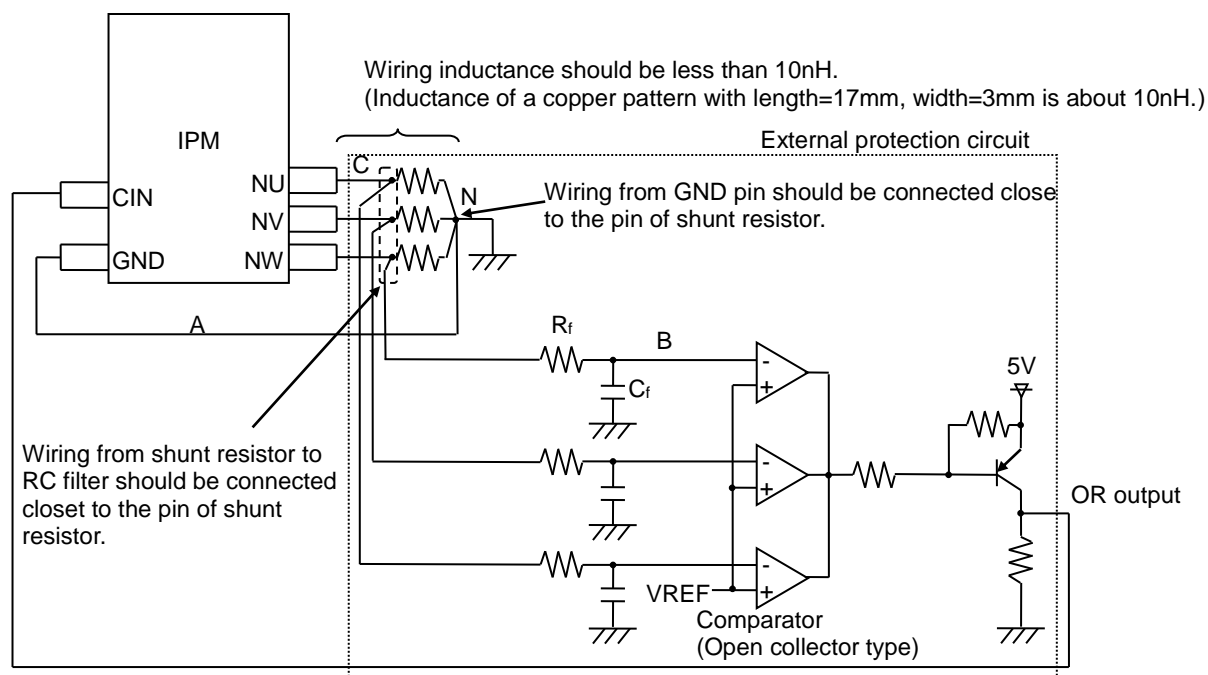 Wiring inductance should be less than 10nH.
(Inductance of a copper pattern with length=17mm, width=3mm is about 10nH.)
External protection circuit
IPM
C
NU
CIN
N
Wiring from GND pin should be connected close
to the pin of shunt resistor.
NV
GND
NW
A
Rf
B
-
+
5V
Cf
Wiring from shunt resistor to
RC filter should be connected
closet to the pin of shunt
resistor.
-
+
OR output
-
+
VREF
Comparator
(Open collector type)